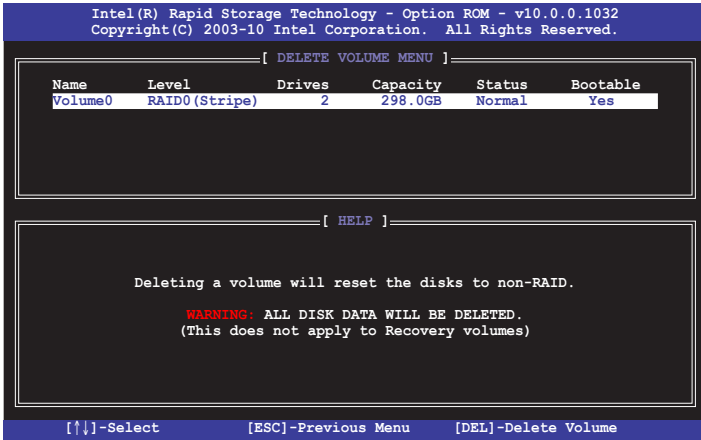 Intel(R) Rapid Storage Technology - Option ROM - v10.0.0.1032
Copyright(C) 2003-10 Intel Corporation.  All Rights Reserved.
[ DELETE VOLUME MENU ]
Name Level Drives Capacity Status Bootable
Volume0 RAID0(Stripe) 2 298.0GB Normal Yes
[ HELP ]
Deleting a volume will reset the disks to non-RAID.
WARNING: ALL DISK DATA WILL BE DELETED.
(This does not apply to Recovery volumes)
[↑↓]-Select [ESC]-Previous Menu [DEL]-Delete Volume